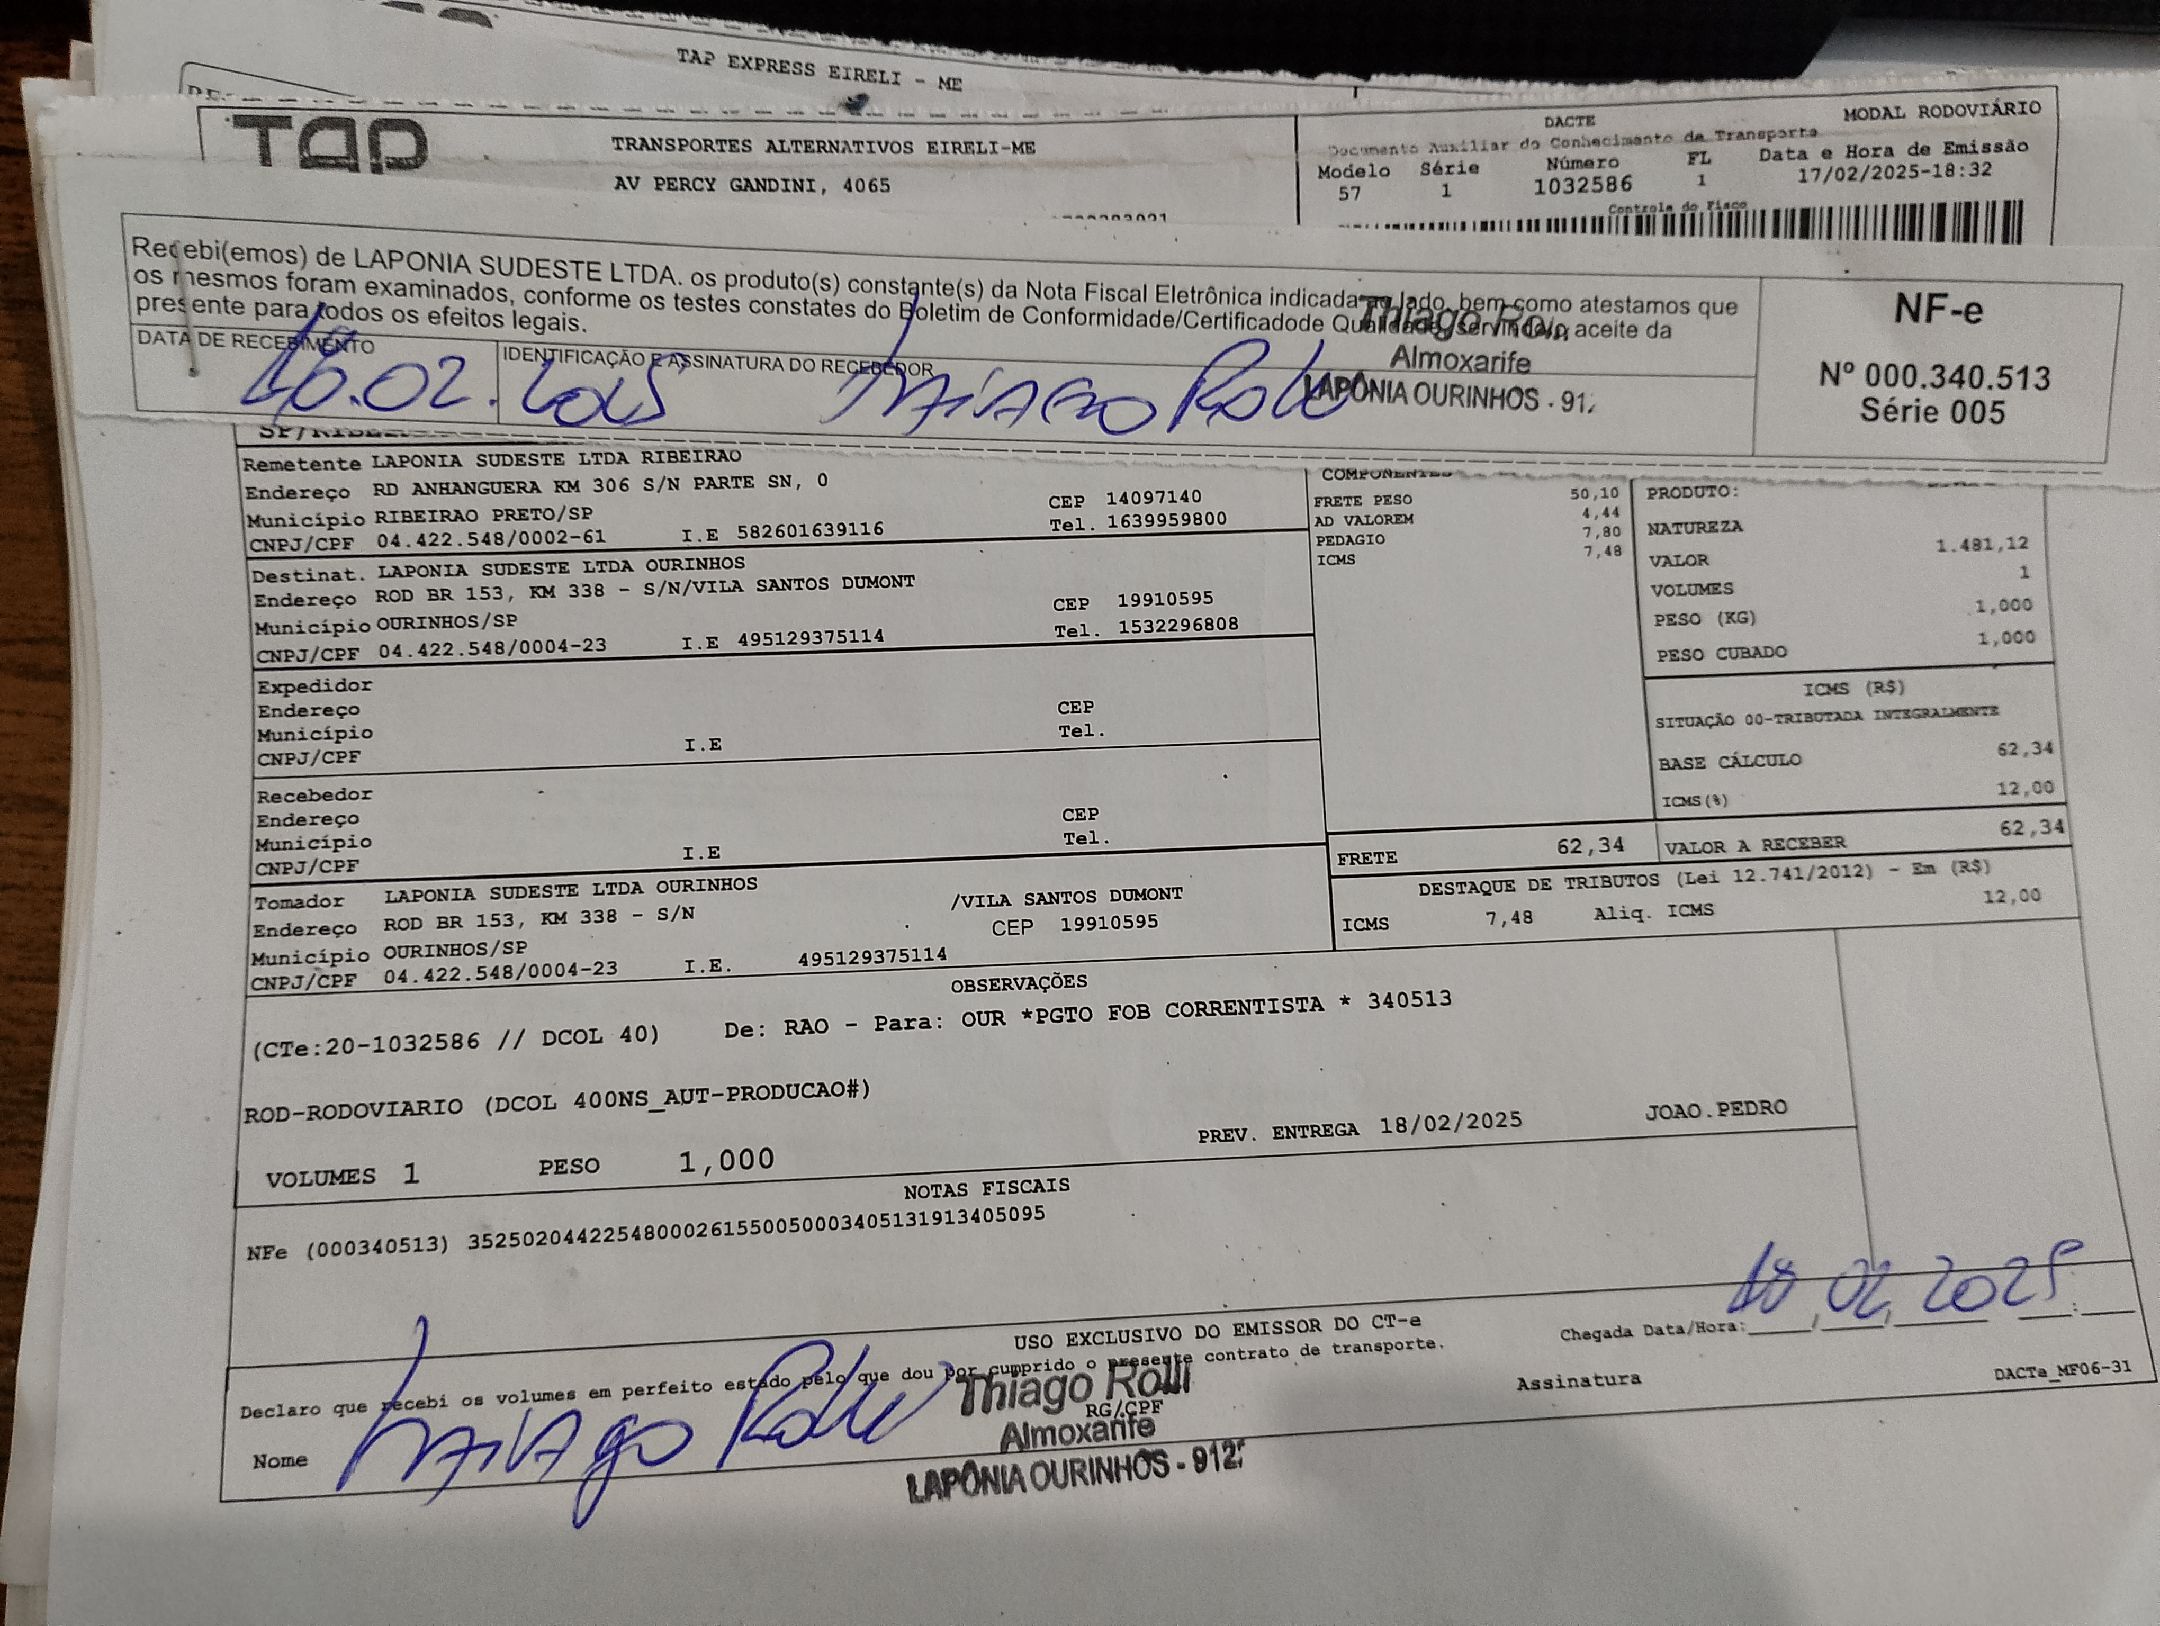 TAP EXPRESS EIRELI - ME
TAP
TRANSPORTES ALTERNATIVOS EIRELI-ME
AV PERCY GANDINI, 4065
DACTE
MODAL RODOVIÁRIO
Documento Auxiliar do Conhecimento de Transporte
Modelo Série Número FL Data e Hora de Emissão
57 1 1032586 1 17/02/2025-18:32
Controle do Fisco
Recebi(emos) de LAPONIA SUDESTE LTDA. os produto(s) constante(s) da Nota Fiscal Eletrônica indicada ao lado, bem como atestamos que
os mesmos foram examinados, conforme os testes constates do Boletim de Conformidade/Certificadode Qualidade, servindo o aceite da
presente para todos os efeitos legais.
DATA DE RECEBIMENTO
IDENTIFICAÇÃO E ASSINATURA DO RECEBEDOR
18.02.2025 Thiago Rolli
Thiago Rolli
Almoxarife
LAPÔNIA OURINHOS - 912
NF-e
Nº 000.340.513
Série 005
Remetente LAPONIA SUDESTE LTDA RIBEIRAO
Endereço RD ANHANGUERA KM 306 S/N PARTE SN, 0
Município RIBEIRAO PRETO/SP CEP 14097140
CNPJ/CPF 04.422.548/0002-61 I.E 582601639116 Tel. 1639959800
Destinat. LAPONIA SUDESTE LTDA OURINHOS
Endereço ROD BR 153, KM 338 - S/N/VILA SANTOS DUMONT
Município OURINHOS/SP CEP 19910595
CNPJ/CPF 04.422.548/0004-23 I.E 495129375114 Tel. 1532296808
Expedidor
Endereço
Município CEP
CNPJ/CPF I.E Tel.
Recebedor
Endereço
Município CEP
CNPJ/CPF I.E Tel.
Tomador LAPONIA SUDESTE LTDA OURINHOS
Endereço ROD BR 153, KM 338 - S/N /VILA SANTOS DUMONT
Município OURINHOS/SP CEP 19910595
CNPJ/CPF 04.422.548/0004-23 I.E. 495129375114
COMPONENTES
FRETE PESO 50,10
AD VALOREM 4,44
PEDAGIO 7,80
ICMS 7,48
PRODUTO:
NATUREZA
VALOR 1.481,12
VOLUMES 1
PESO (KG) 1,000
PESO CUBADO 1,000
ICMS (R$)
SITUAÇÃO 00-TRIBUTADA INTEGRALMENTE
BASE CÁLCULO 62,34
ICMS(%) 12,00
FRETE 62,34 VALOR A RECEBER 62,34
DESTAQUE DE TRIBUTOS (Lei 12.741/2012) - Em (R$)
ICMS 7,48 Aliq. ICMS 12,00
OBSERVAÇÕES
(CTe:20-1032586 // DCOL 40) De: RAO - Para: OUR *PGTO FOB CORRENTISTA * 340513
ROD-RODOVIARIO (DCOL 400NS_AUT-PRODUCAO#)
PREV. ENTREGA 18/02/2025 JOAO.PEDRO
VOLUMES 1 PESO 1,000
NOTAS FISCAIS
NFe (000340513) 35250204422548000261550050003405131913405095
USO EXCLUSIVO DO EMISSOR DO CT-e
Declaro que recebi os volumes em perfeito estado pelo que dou por cumprido o presente contrato de transporte.
Chegada Data/Hora: 18/02/2025 :
Nome Thiago Rolli RG/CPF Assinatura
DACTe_MF06-31
Thiago Rolli
Almoxarife
LAPÔNIA OURINHOS - 912